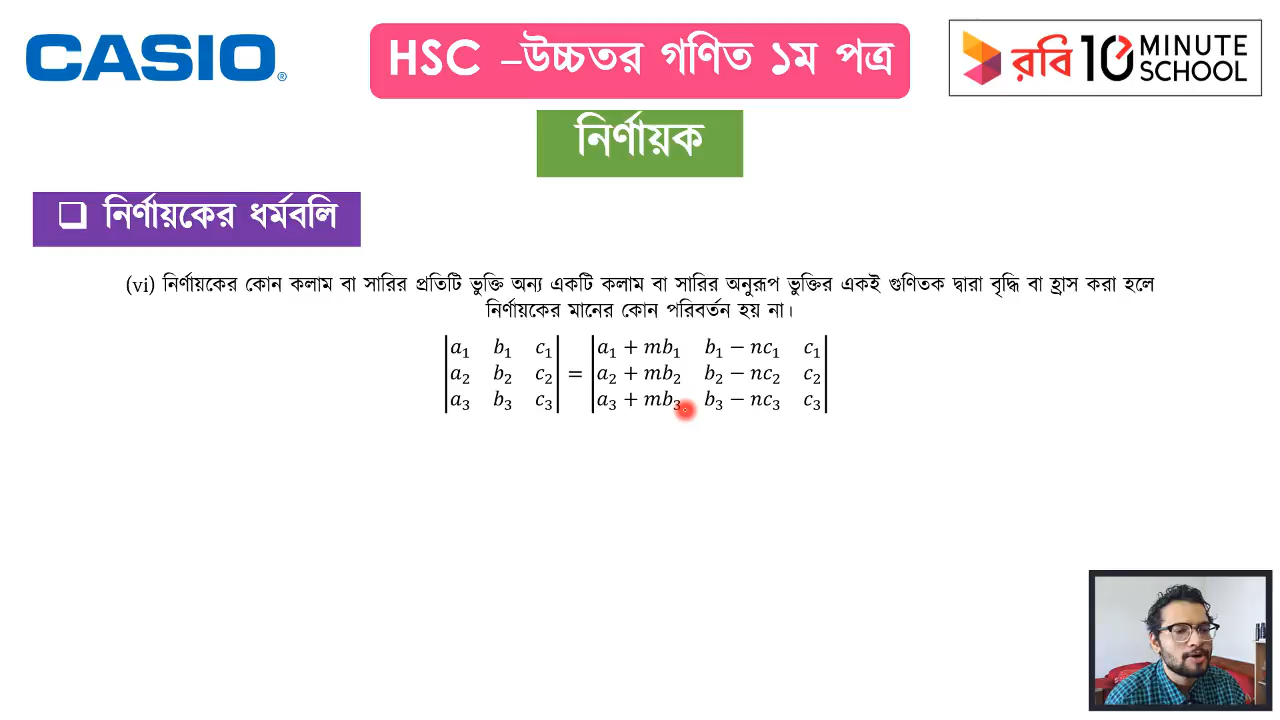 CASIO®
HSC –উচ্চতর গণিত ১ম পত্র
রবি 10 MINUTE SCHOOL
নির্ণায়ক
❑ নির্ণায়কের ধর্মবলি
(vi) নির্ণায়কের কোন কলাম বা সারির প্রতিটি ভুক্তি অন্য একটি কলাম বা সারির অনুরূপ ভুক্তির একই গুণিতক দ্বারা বৃদ্ধি বা হ্রাস করা হলে
নির্ণায়কের মানের কোন পরিবর্তন হয় না।
| a₁ b₁ c₁ | | a₁ + mb₁ b₁ − nc₁ c₁ |
| a₂ b₂ c₂ | = | a₂ + mb₂ b₂ − nc₂ c₂ |
| a₃ b₃ c₃ | | a₃ + mb₃ b₃ − nc₃ c₃ |